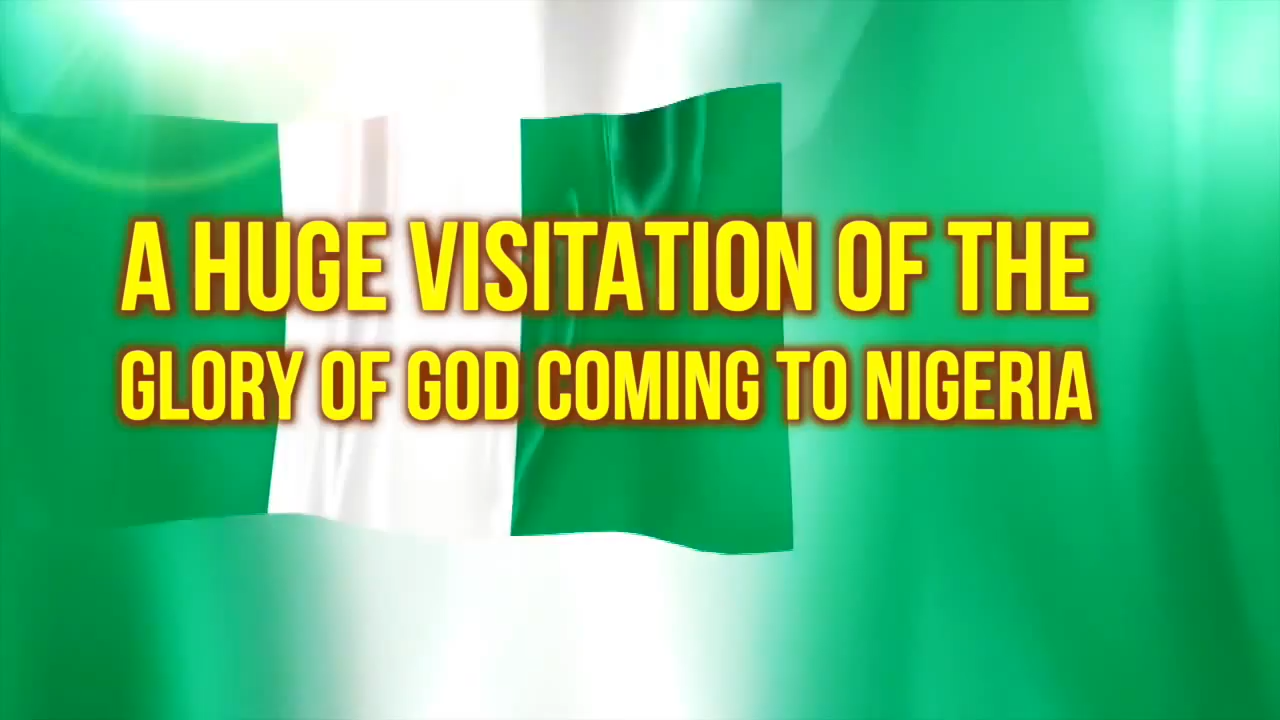 A HUGE VISITATION OF THE
GLORY OF GOD COMING TO NIGERIA